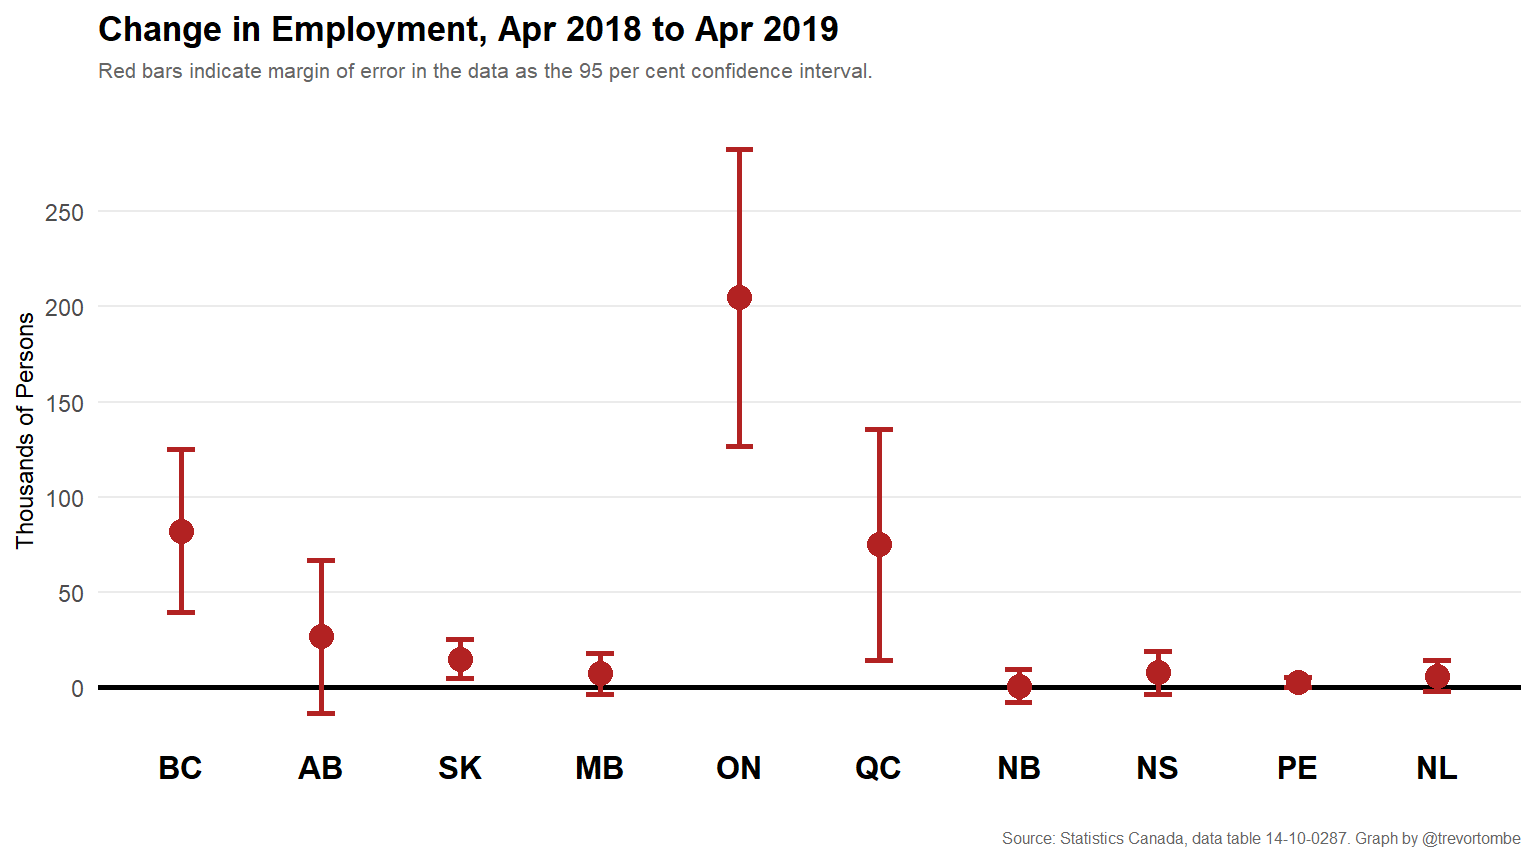 Change in Employment, Apr 2018 to Apr 2019
Red bars indicate margin of error in the data as the 95 per cent confidence interval.
Thousands of Persons
250
200
150
100
50
0
BC AB SK MB ON QC NB NS PE NL
Source: Statistics Canada, data table 14-10-0287. Graph by @trevortombe